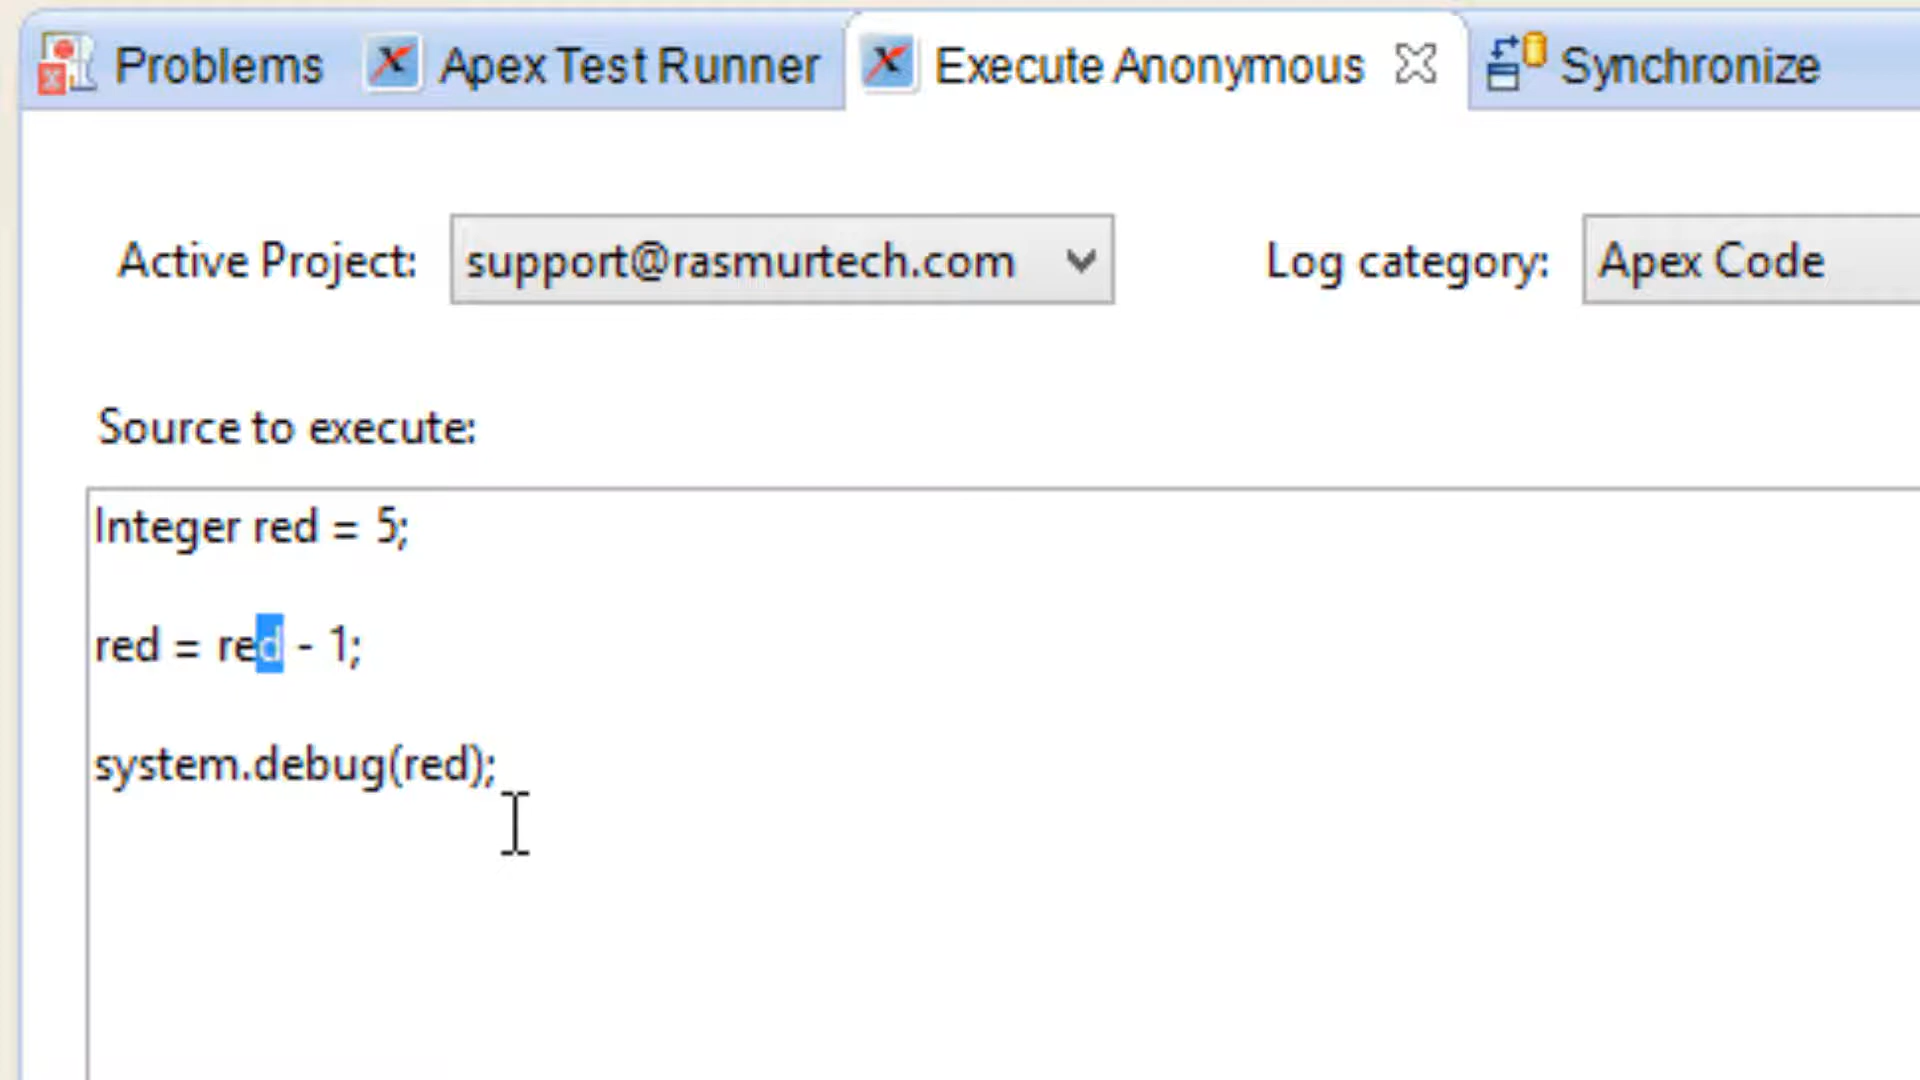 Problems Apex Test Runner Execute Anonymous Synchronize
Active Project: support@rasmurtech.com Log category: Apex Code
Source to execute:
Integer red = 5;
red = red - 1;
system.debug(red);